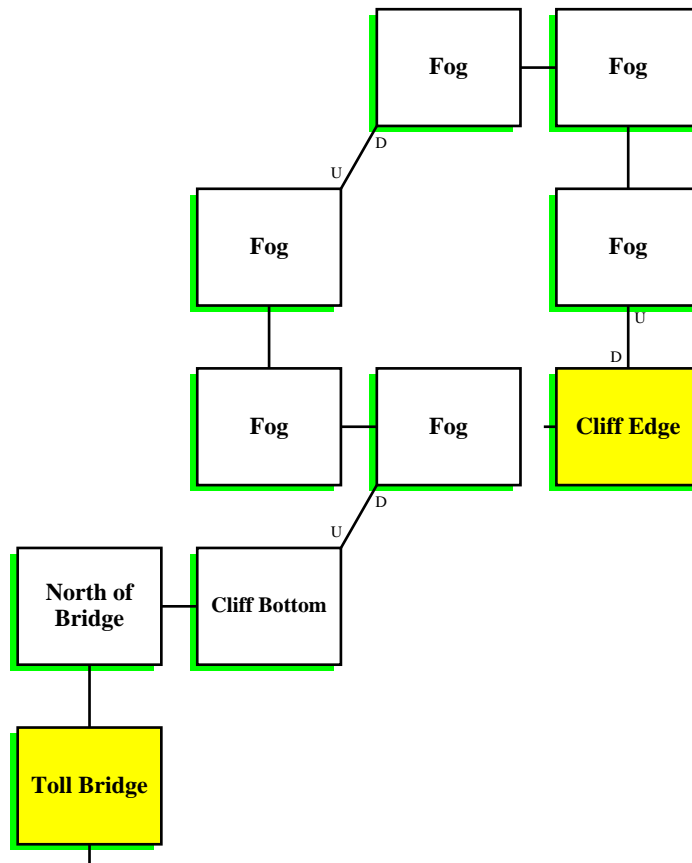 Fog
Fog
D
U
Fog
Fog
U
D
Fog
Fog
Cliff Edge
D
U
North of
Bridge
Cliff Bottom
Toll Bridge